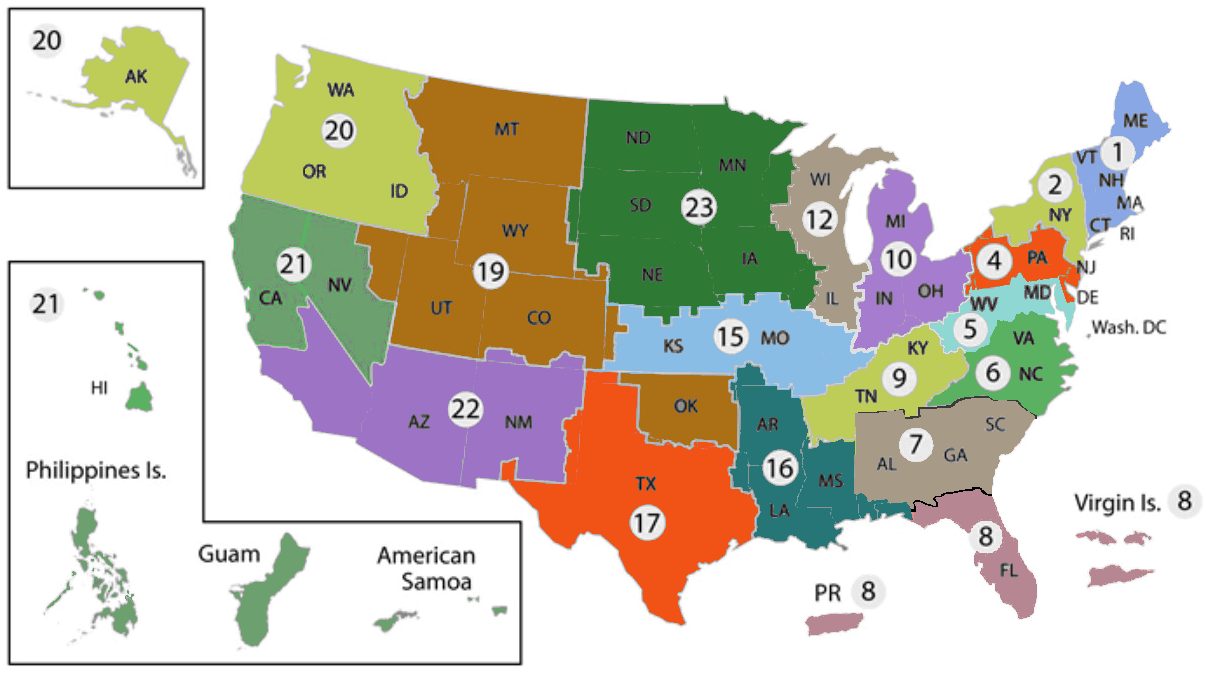 20
AK
WA
20
OR
ID
MT
ND
MN
SD
23
WI
12
MI
10
ME
VT
1
NH
2
MA
NY
CT
RI
WY
19
UT
CO
NE
IA
IL
IN
OH
4
PA
NJ
MD
DE
WV
Wash. DC
5
VA
21
CA
NV
21
HI
KS
15
MO
KY
9
TN
6
NC
AZ
22
NM
OK
AR
16
LA
MS
SC
7
AL
GA
TX
17
8
FL
Virgin Is. 8
PR 8
Philippines Is.
Guam
American
Samoa